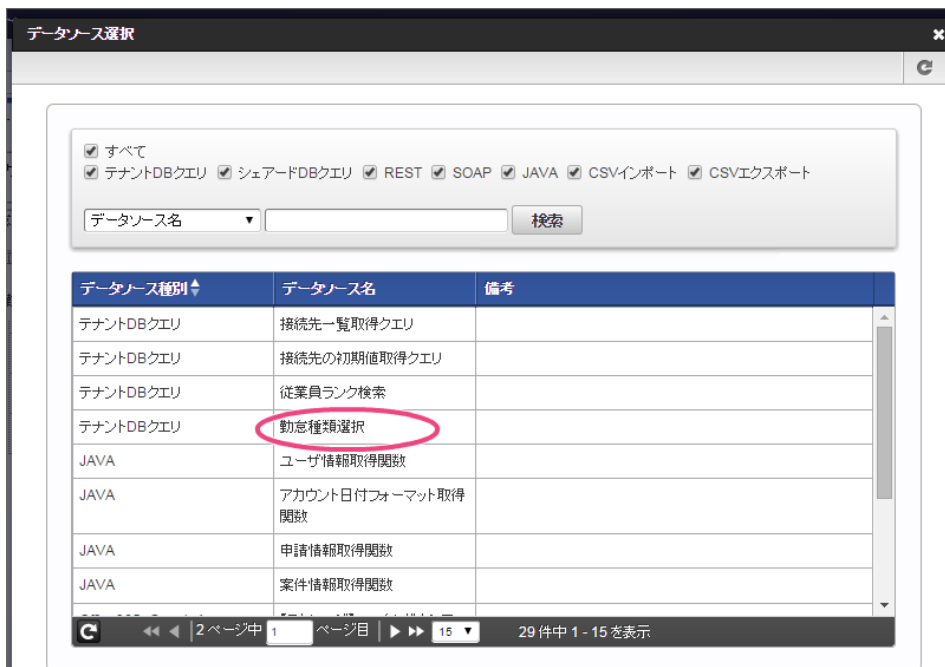 データソース選択
すべて
テナントDBクエリ シェアードDBクエリ REST SOAP JAVA CSVインポート CSVエクスポート
データソース名 検索
データソース種別 データソース名 備考
テナントDBクエリ 接続先一覧取得クエリ
テナントDBクエリ 接続先の初期値取得クエリ
テナントDBクエリ 従業員ランク検索
テナントDBクエリ 勤怠種類選択
JAVA ユーザ情報取得関数
JAVA アカウント日付フォーマット取得
関数
JAVA 申請情報取得関数
JAVA 案件情報取得関数
2 ページ中 1 ページ目 15 29 件中 1 - 15 を表示